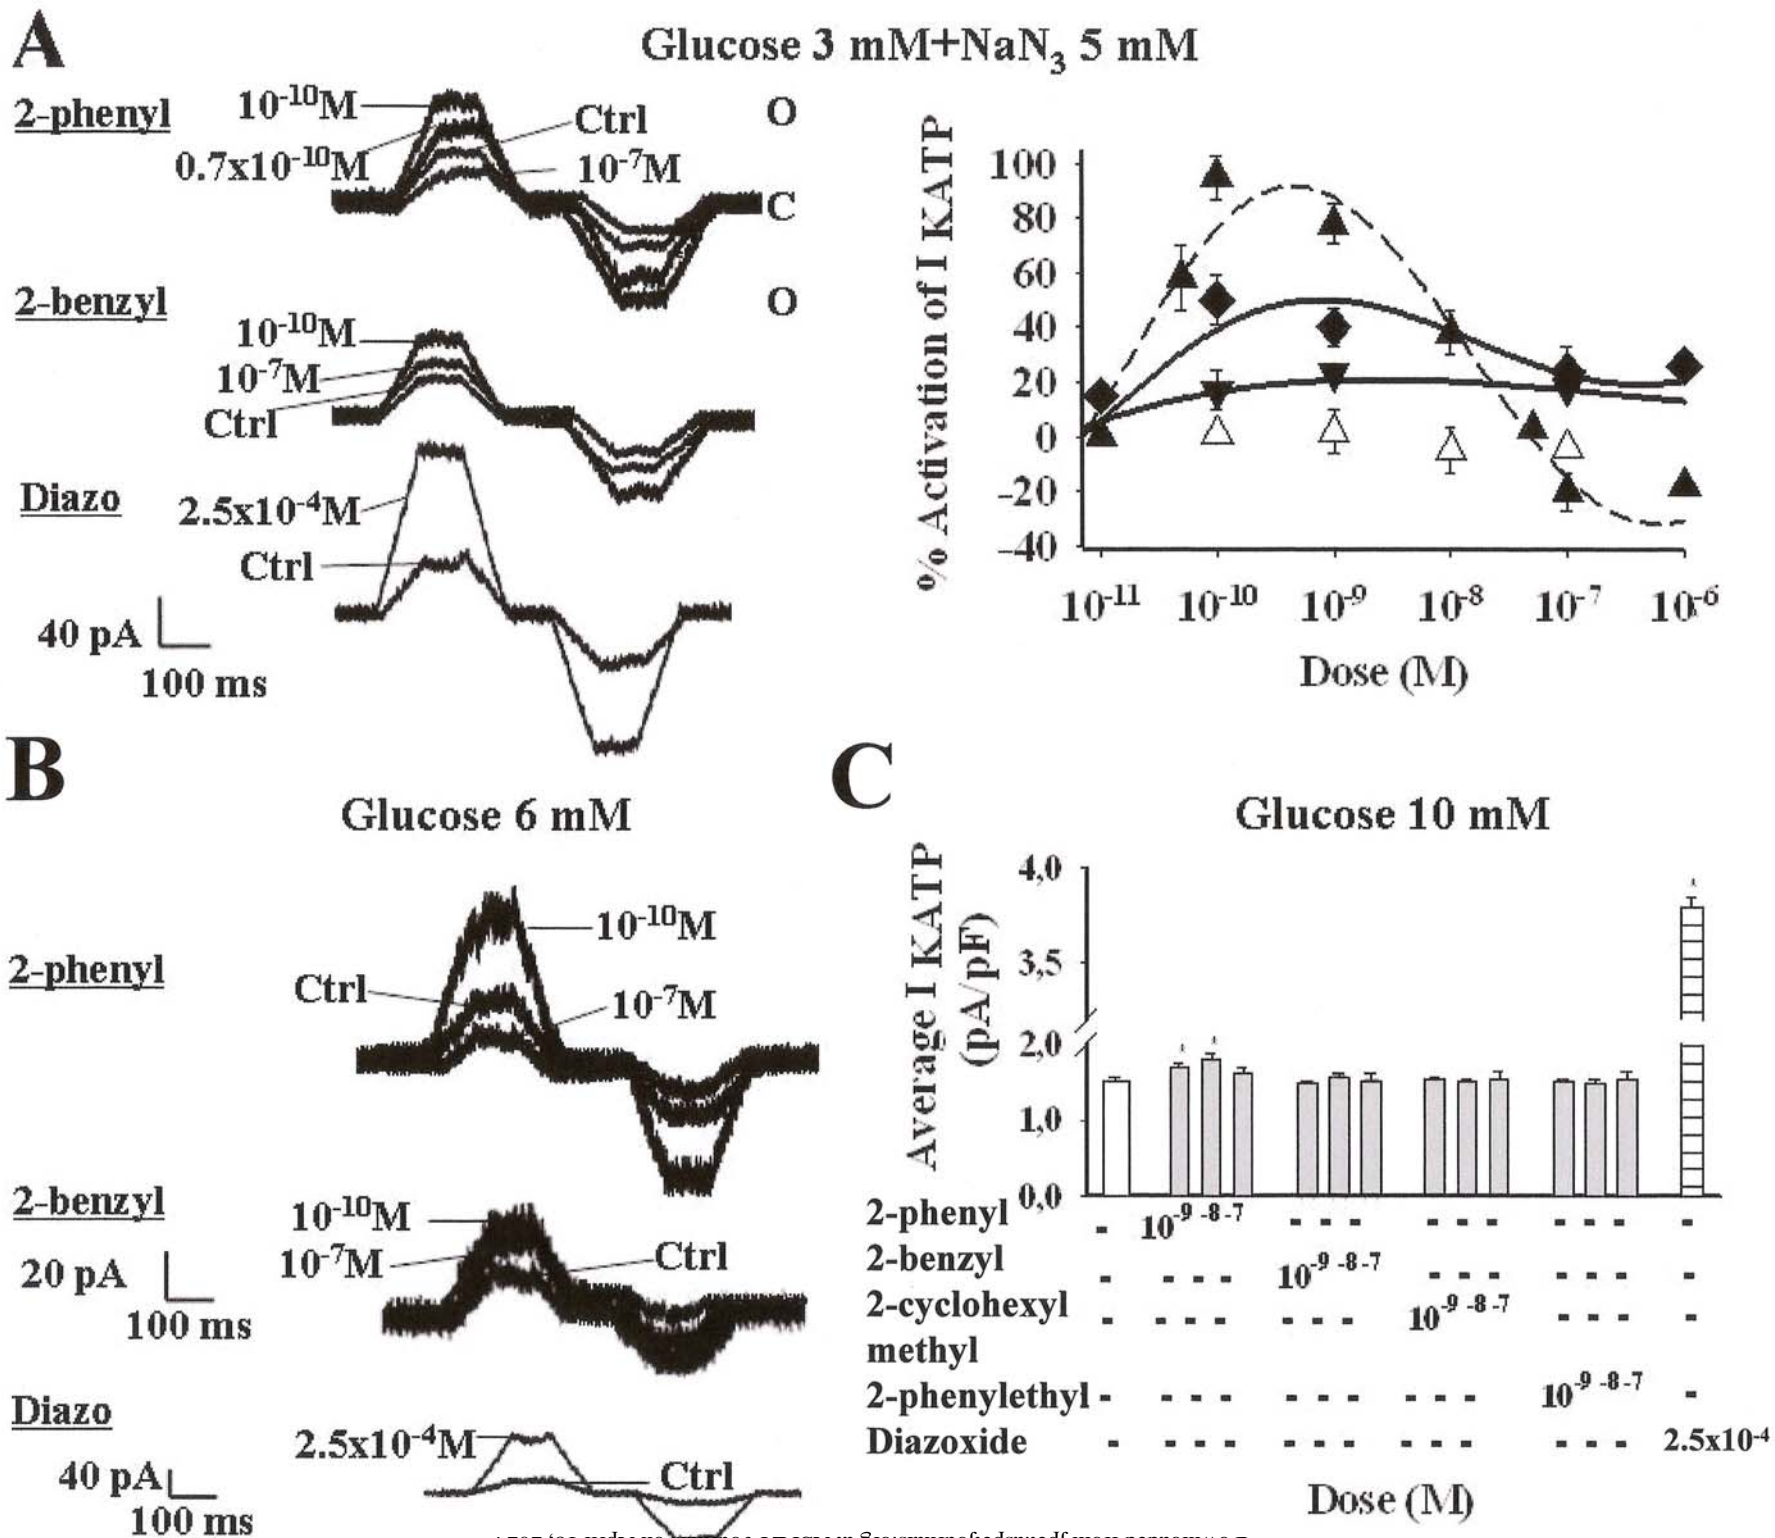 A
Glucose 3 mM+NaN3 5 mM
2-phenyl
10-10M
Ctrl
0.7x10-10M
10-7M
O
C
O
2-benzyl
10-10M
10-7M
Ctrl
Diazo
2.5x10-4M
Ctrl
40 pA
100 ms
% Activation of I KATP
100
80
60
40
20
0
-20
-40
10-11 10-10 10-9 10-8 10-7 10-6
Dose (M)
B
Glucose 6 mM
2-phenyl
10-10M
Ctrl
10-7M
2-benzyl
10-10M
10-7M
Ctrl
20 pA
100 ms
Diazo
2.5x10-4M
Ctrl
40 pA
100 ms
C
Glucose 10 mM
Average I KATP
(pA/pF)
4,0
3,5
2,0
1,0
0,0
2-phenyl - 10-9 -8 -7 - - - - - - - - - -
2-benzyl - - - - 10-9 -8 -7 - - - - - - -
2-cyclohexyl - - - - - - - 10-9 -8 -7 - - - -
methyl
2-phenylethyl - - - - - - - - - - 10-9 -8 -7 -
Diazoxide - - - - - - - - - - - - - 2.5x10-4
Dose (M)